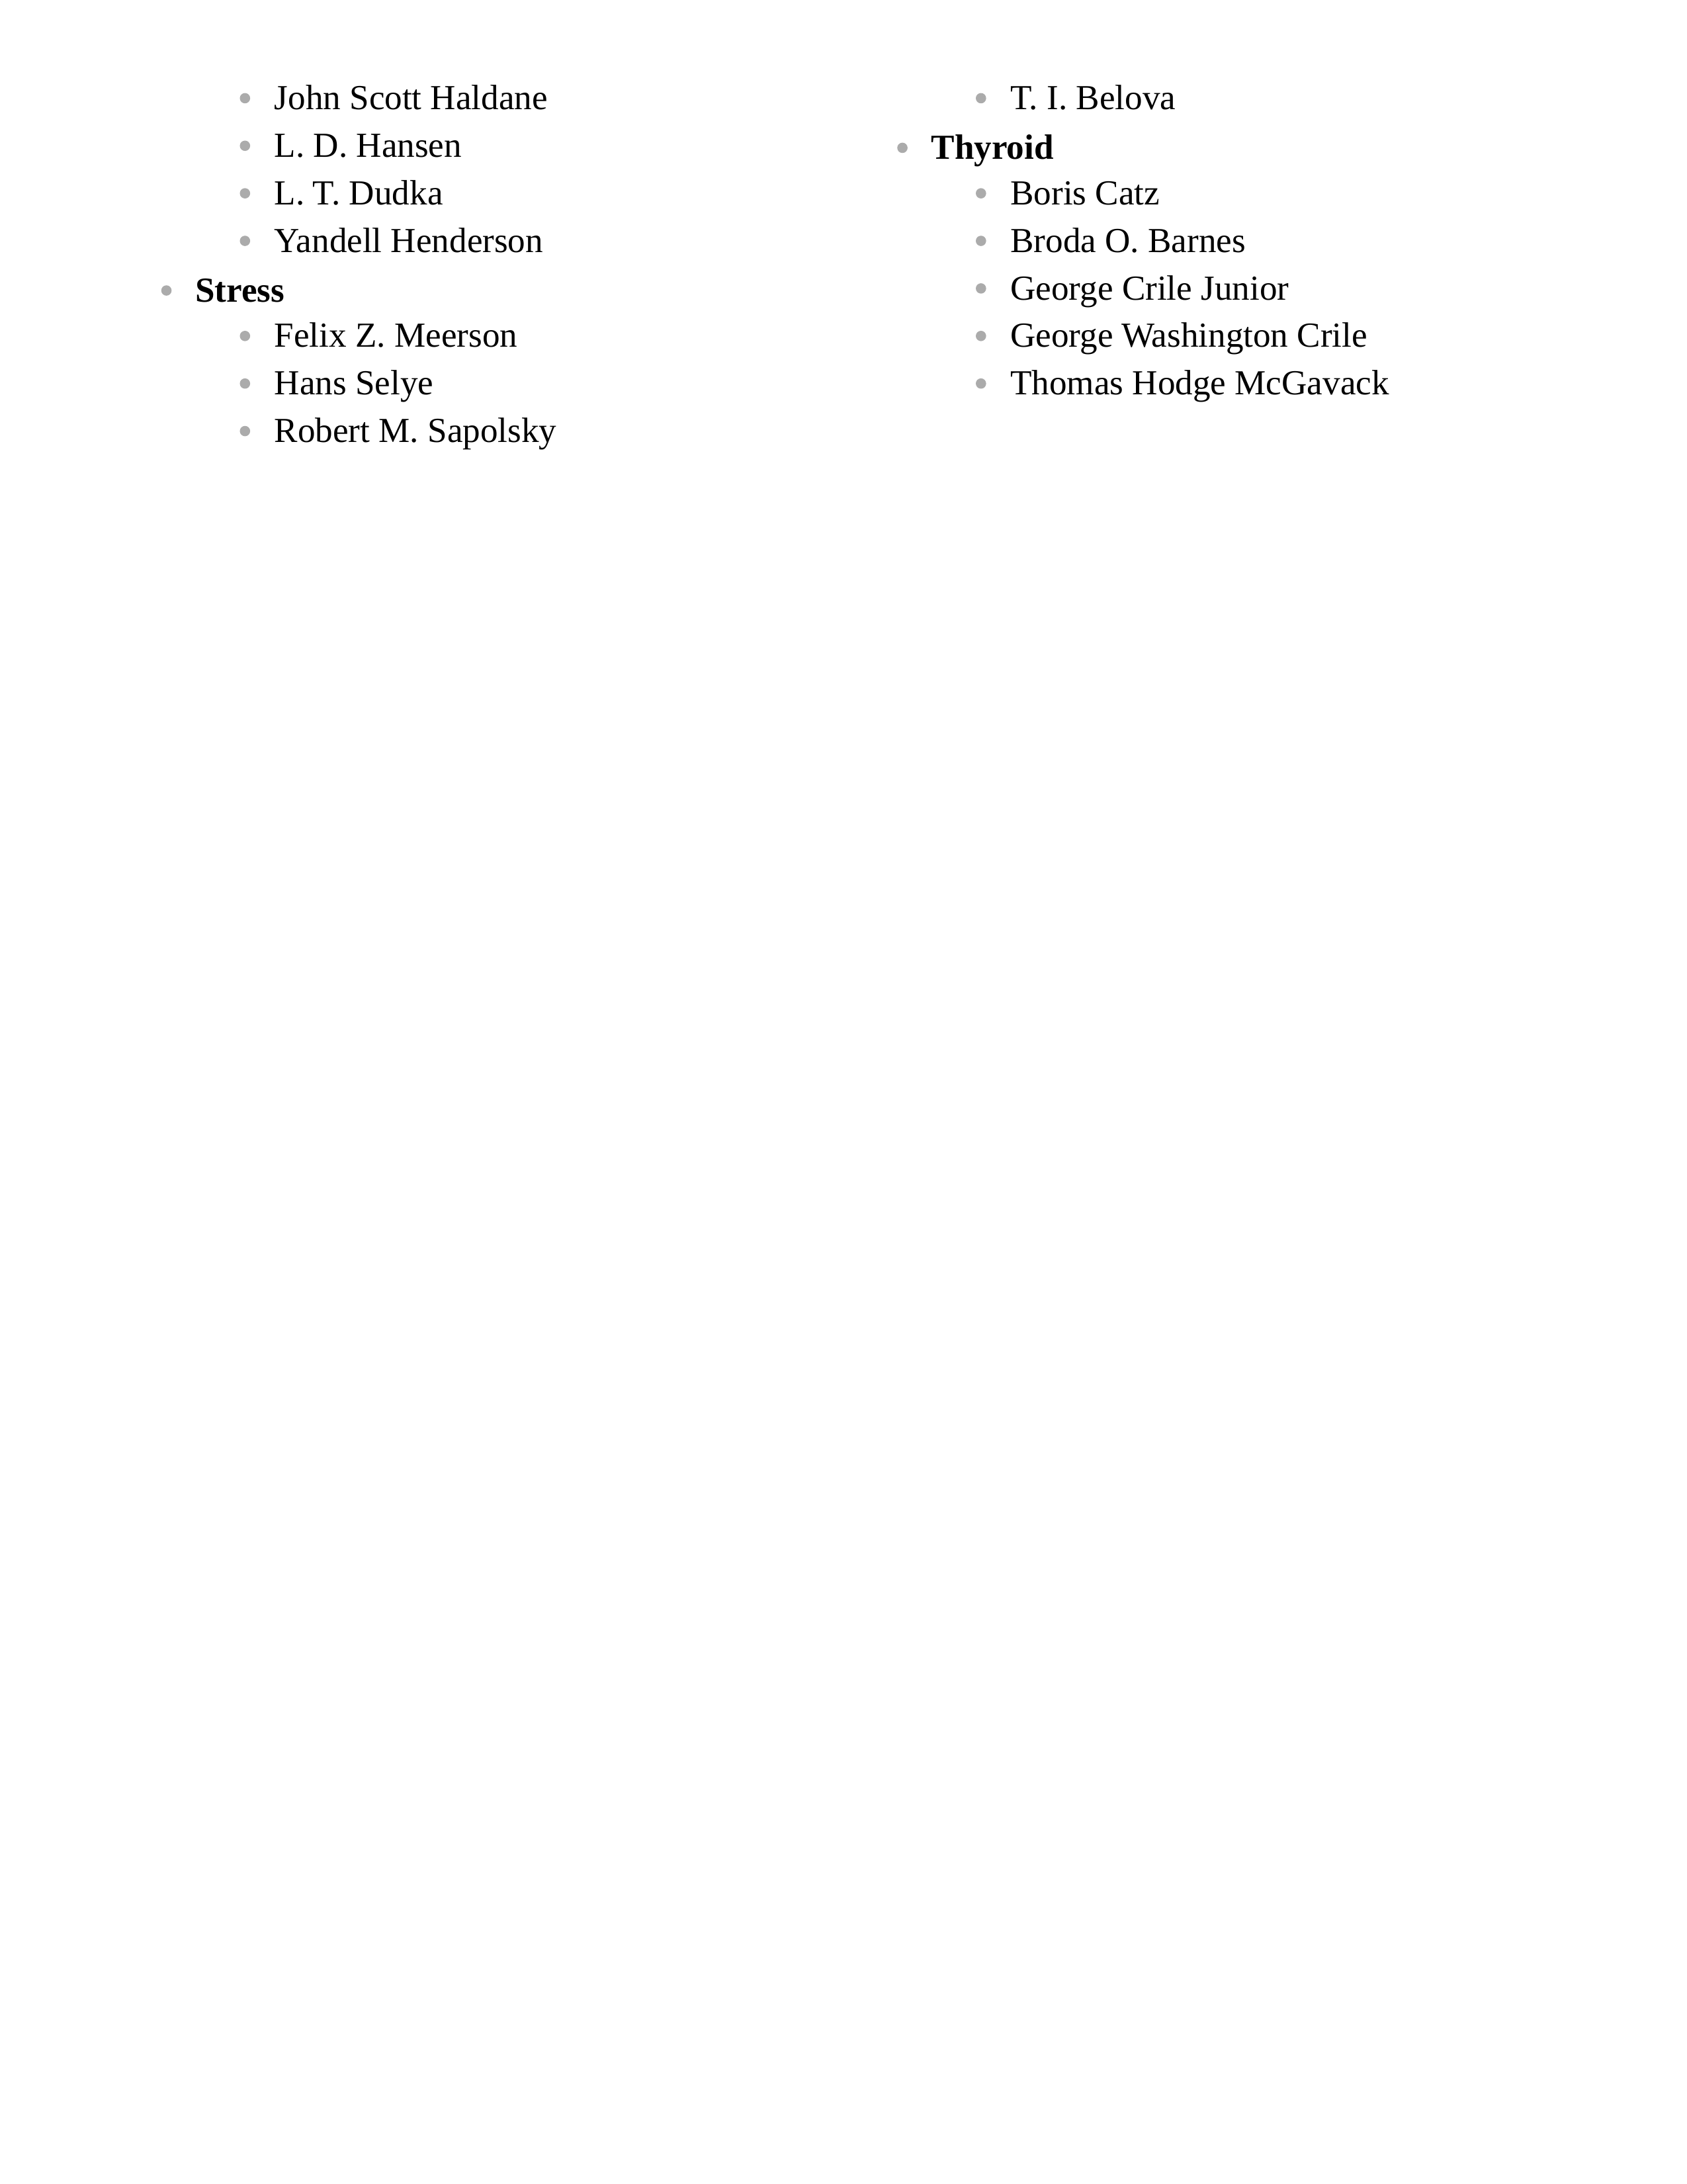 John Scott Haldane
L. D. Hansen
L. T. Dudka
Yandell Henderson
Stress
Felix Z. Meerson
Hans Selye
Robert M. Sapolsky
T. I. Belova
Thyroid
Boris Catz
Broda O. Barnes
George Crile Junior
George Washington Crile
Thomas Hodge McGavack